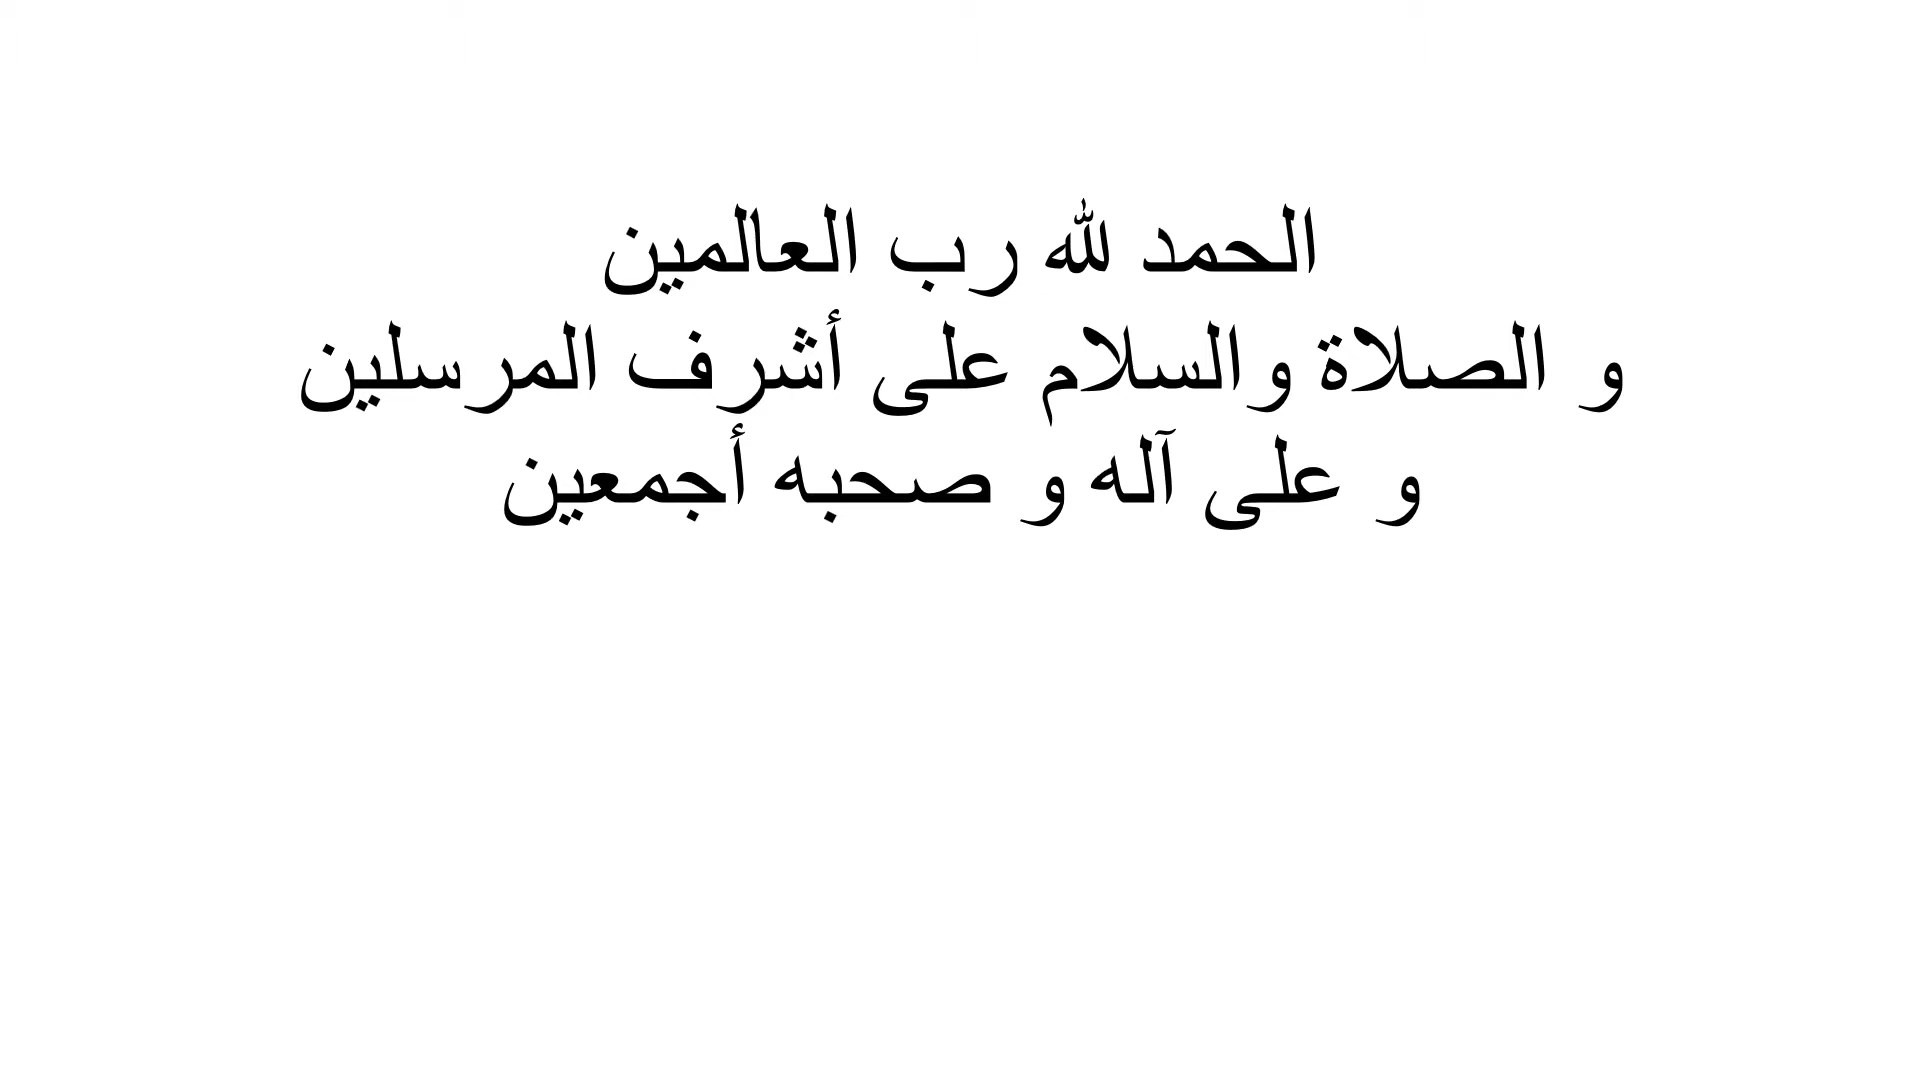 الحمد لله رب العالمين
و الصلاة والسلام على أشرف المرسلين
و على آله و صحبه أجمعين